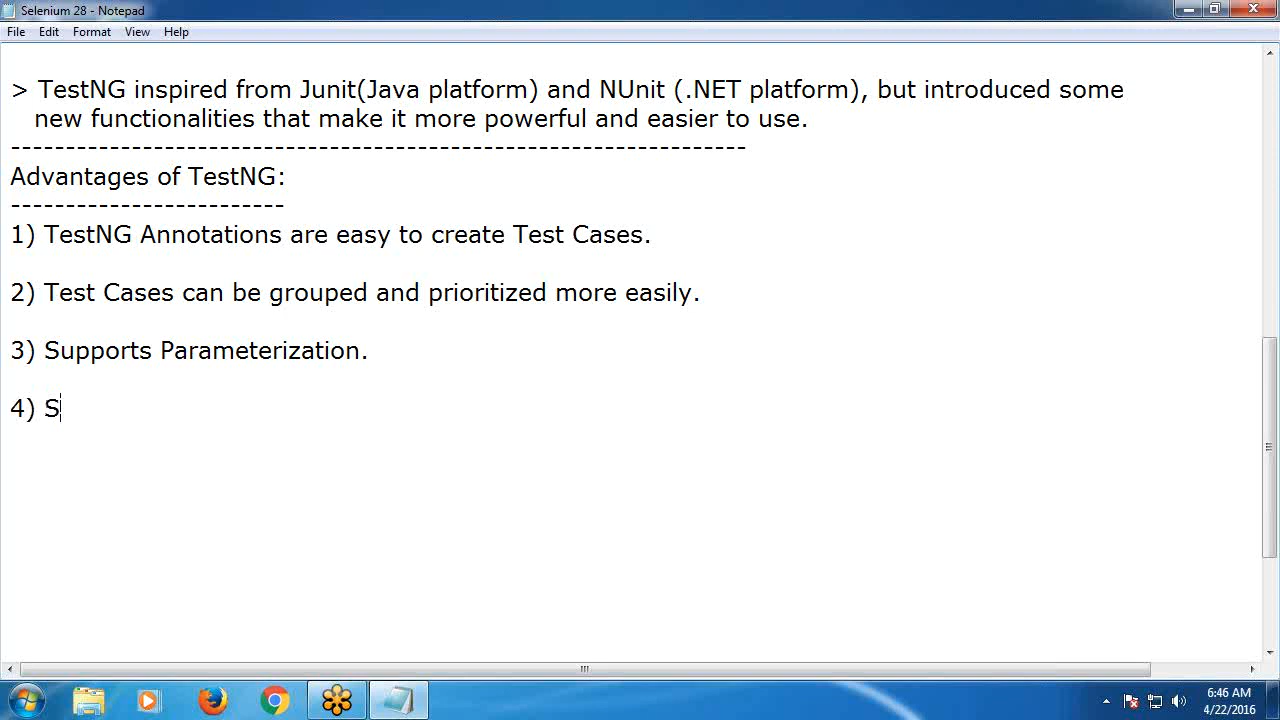 Selenium 28 - Notepad
File Edit Format View Help
> TestNG inspired from Junit(Java platform) and NUnit (.NET platform), but introduced some
new functionalities that make it more powerful and easier to use.
-------------------------------------------------------------------
Advantages of TestNG:
-------------------------
1) TestNG Annotations are easy to create Test Cases.
2) Test Cases can be grouped and prioritized more easily.
3) Supports Parameterization.
4) S
6:46 AM
4/22/2016